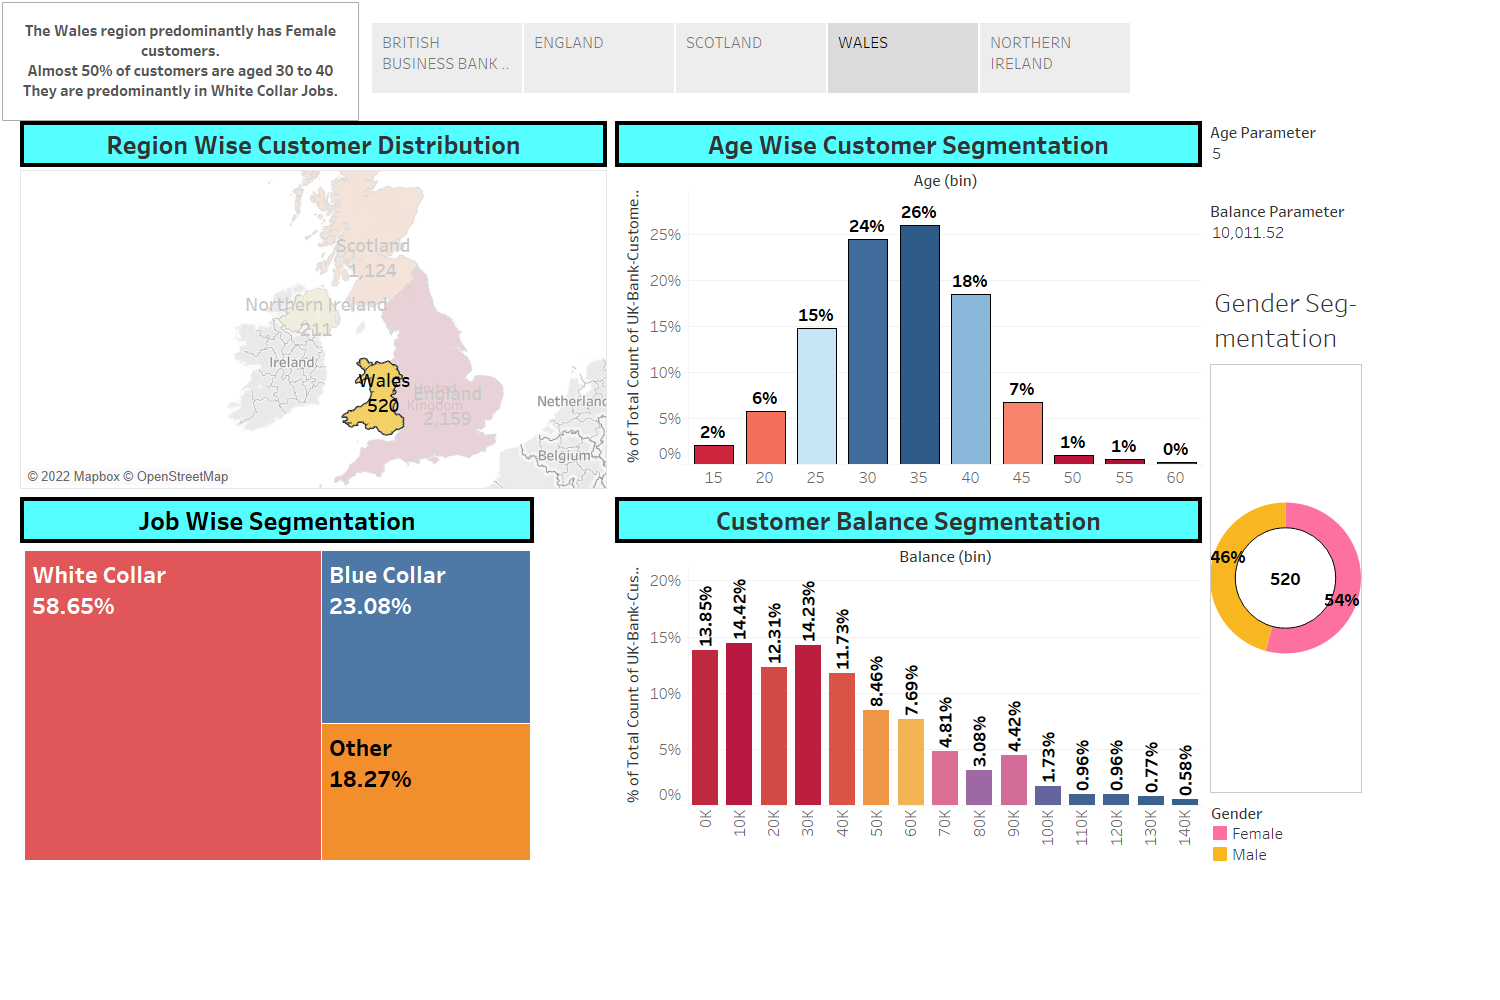 The Wales region predominantly has Female
customers.
Almost 50% of customers are aged 30 to 40
They are predominantly in White Collar Jobs.
BRITISH
BUSINESS BANK ..
ENGLAND
SCOTLAND
WALES
NORTHERN
IRELAND
Region Wise Customer Distribution
Scotland
1,124
Northern Ireland
211
Ireland
Wales
520
United
Kingdom
England
2,159
Netherland
Belgium
© 2022 Mapbox © OpenStreetMap
Age Wise Customer Segmentation
Age (bin)
% of Total Count of UK-Bank-Custome..
25%
20%
15%
10%
5%
0%
2%
6%
15%
24%
26%
18%
7%
1%
1%
0%
15
20
25
30
35
40
45
50
55
60
Age Parameter
5
Balance Parameter
10,011.52
Gender Seg-
mentation
46%
520
54%
Gender
Female
Male
Job Wise Segmentation
White Collar
58.65%
Blue Collar
23.08%
Other
18.27%
Customer Balance Segmentation
Balance (bin)
% of Total Count of UK-Bank-Cus..
20%
15%
10%
5%
0%
13.85%
14.42%
12.31%
14.23%
11.73%
8.46%
7.69%
4.81%
3.08%
4.42%
1.73%
0.96%
0.96%
0.77%
0.58%
0K
10K
20K
30K
40K
50K
60K
70K
80K
90K
100K
110K
120K
130K
140K